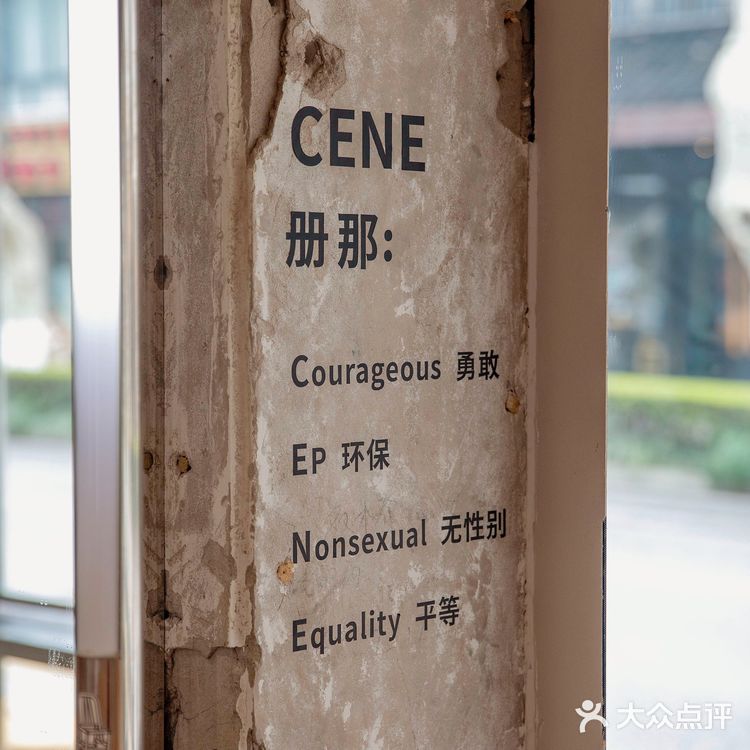 CENE
册那:
Courageous 勇敢
EP 环保
Nonsexual 无性别
Equality 平等
大众点评